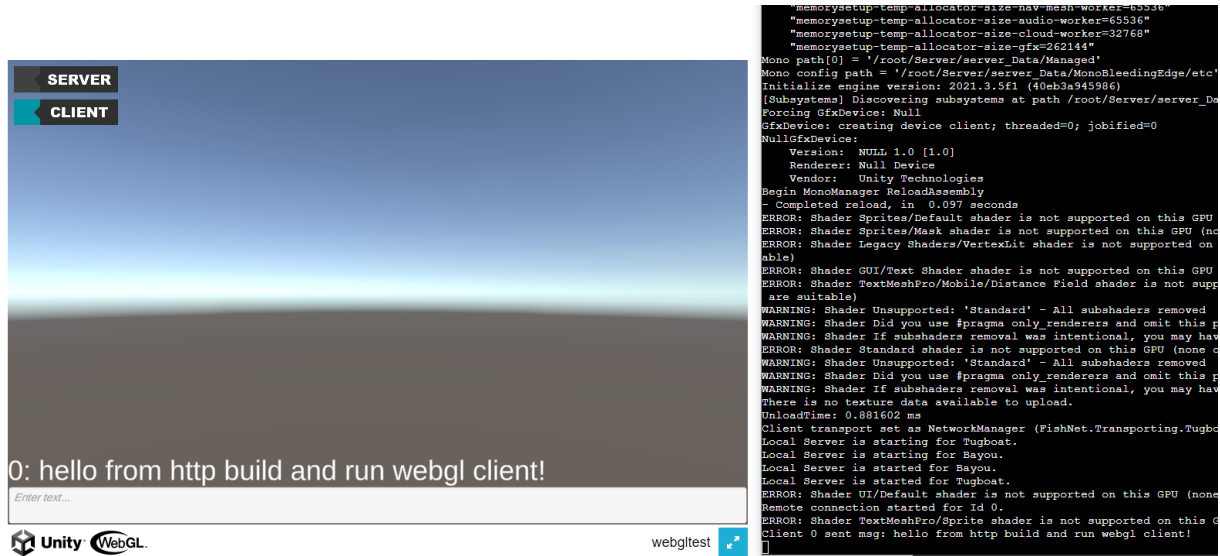 SERVER
CLIENT
0: hello from http build and run webgl client!
Enter text...
Unity
WebGL.
webgltest
"memorysetup-temp-allocator-size-nav-mesh-worker=65536"
"memorysetup-temp-allocator-size-audio-worker=65536"
"memorysetup-temp-allocator-size-cloud-worker=32768"
"memorysetup-temp-allocator-size-gfx=262144"
Mono path[0] = '/root/Server/server_Data/Managed'
Mono config path = '/root/Server/server_Data/MonoBleedingEdge/etc'
Initialize engine version: 2021.3.5f1 (40eb3a945986)
[Subsystems] Discovering subsystems at path /root/Server/server_Da
Forcing GfxDevice: Null
GfxDevice: creating device client; threaded=0; jobified=0
NullGfxDevice:
Version:  NULL 1.0 [1.0]
Renderer: Null Device
Vendor:   Unity Technologies
Begin MonoManager ReloadAssembly
- Completed reload, in  0.097 seconds
ERROR: Shader Sprites/Default shader is not supported on this GPU
ERROR: Shader Sprites/Mask shader is not supported on this GPU (no
ERROR: Shader Legacy Shaders/VertexLit shader is not supported on
able)
ERROR: Shader GUI/Text Shader shader is not supported on this GPU
ERROR: Shader TextMeshPro/Mobile/Distance Field shader is not supp
are suitable)
WARNING: Shader Unsupported: 'Standard' - All subshaders removed
WARNING: Shader Did you use #pragma only_renderers and omit this p
WARNING: Shader If subshaders removal was intentional, you may hav
ERROR: Shader Standard shader is not supported on this GPU (none o
WARNING: Shader Unsupported: 'Standard' - All subshaders removed
WARNING: Shader Did you use #pragma only_renderers and omit this p
WARNING: Shader If subshaders removal was intentional, you may hav
There is no texture data available to upload.
UnloadTime: 0.881602 ms
Client transport set as NetworkManager (FishNet.Transporting.Tugbo
Local Server is starting for Tugboat.
Local Server is starting for Bayou.
Local Server is started for Bayou.
Local Server is started for Tugboat.
ERROR: Shader UI/Default shader is not supported on this GPU (none
Remote connection started for Id 0.
ERROR: Shader TextMeshPro/Sprite shader is not supported on this G
Client 0 sent msg: hello from http build and run webgl client!